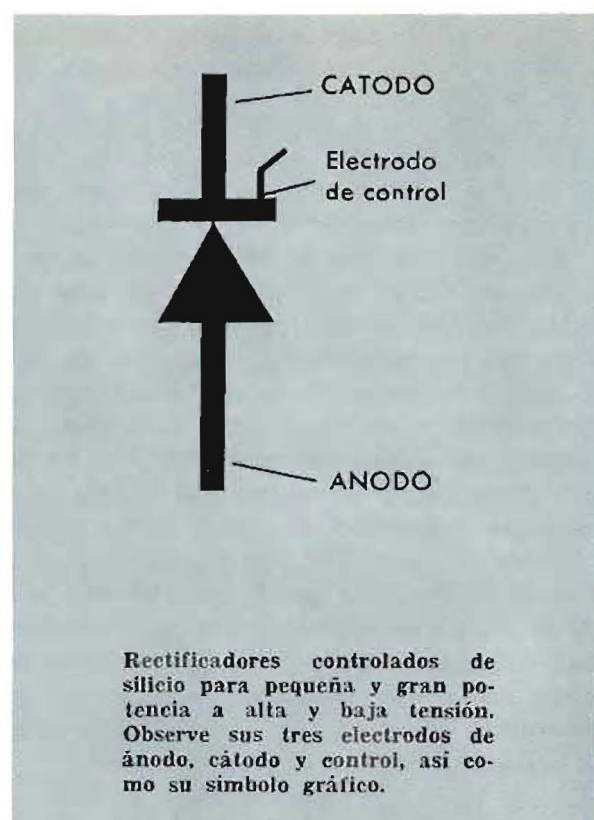 CATODO
Electrodo
de control
ANODO
Rectificadores controlados de
silicio para pequeña y gran po-
tencia a alta y baja tensión.
Observe sus tres electrodos de
ánodo, cátodo y control, así co-
mo su símbolo gráfico.